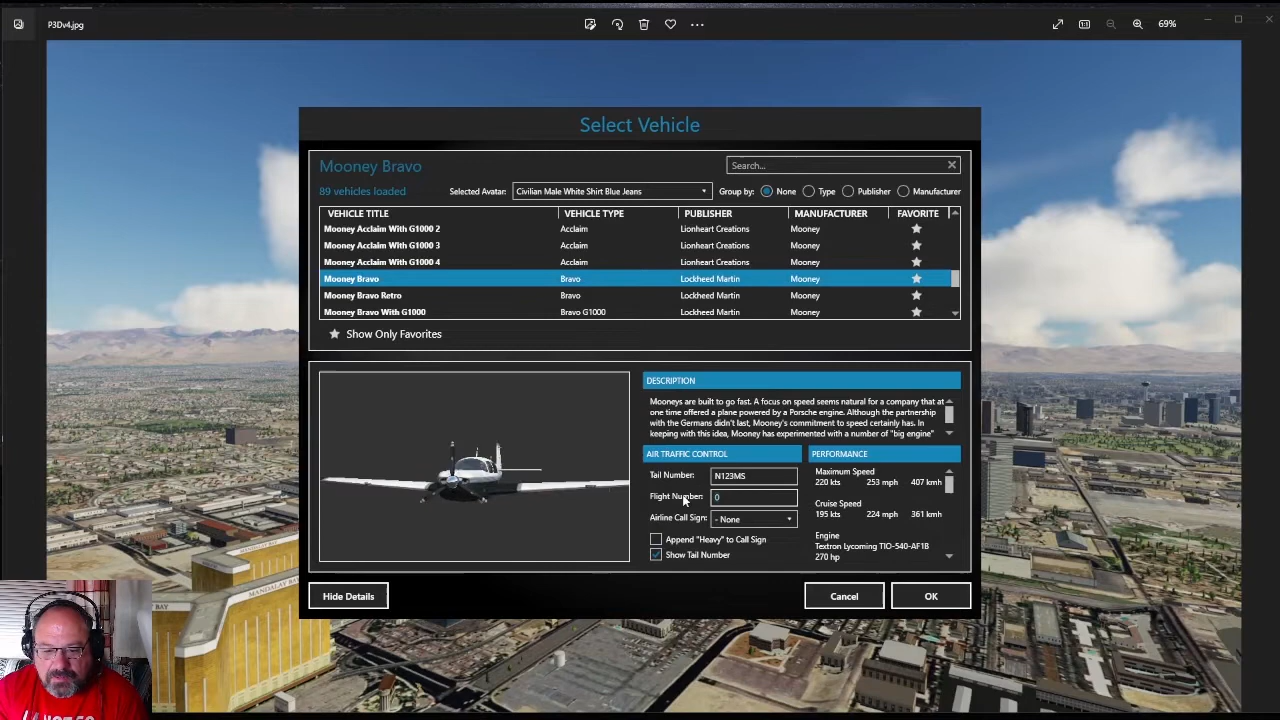 P3Dv4.jpg
69%
Select Vehicle
Mooney Bravo
Search...
89 vehicles loaded
Selected Avatar: Civilian Male White Shirt Blue Jeans
Group by: None Type Publisher Manufacturer
VEHICLE TITLE VEHICLE TYPE PUBLISHER MANUFACTURER FAVORITE
Mooney Acclaim With G1000 2 Acclaim Lionheart Creations Mooney
Mooney Acclaim With G1000 3 Acclaim Lionheart Creations Mooney
Mooney Acclaim With G1000 4 Acclaim Lionheart Creations Mooney
Mooney Bravo Bravo Lockheed Martin Mooney
Mooney Bravo Retro Bravo Lockheed Martin Mooney
Mooney Bravo With G1000 Bravo G1000 Lockheed Martin Mooney
Show Only Favorites
DESCRIPTION
Mooneys are built to go fast. A focus on speed seems natural for a company that at
one time offered a plane powered by a Porsche engine. Although the partnership
with the Germans didn't last, Mooney's commitment to speed certainly has. In
keeping with this idea, Mooney has experimented with a number of "big engine"
AIR TRAFFIC CONTROL
Tail Number: N123MS
Flight Number: 0
Airline Call Sign: - None
Append "Heavy" to Call Sign
Show Tail Number
PERFORMANCE
Maximum Speed
220 kts 253 mph 407 kmh
Cruise Speed
195 kts 224 mph 361 kmh
Engine
Textron Lycoming TIO-540-AF1B
270 hp
Hide Details
Cancel
OK
MANDALAY BAY
MANDALAY BAY